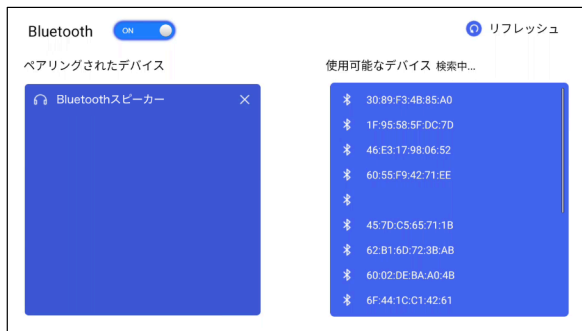 Bluetooth ON
リフレッシュ
ペアリングされたデバイス
Bluetoothスピーカー
使用可能なデバイス 検索中...
30:89:F3:4B:85:A0
1F:95:58:5F:DC:7D
46:E3:17:98:06:52
60:55:F9:42:71:EE
45:7D:C5:65:71:1B
62:B1:6D:72:3B:AB
60:02:DE:BA:A0:4B
6F:44:1C:C1:42:61